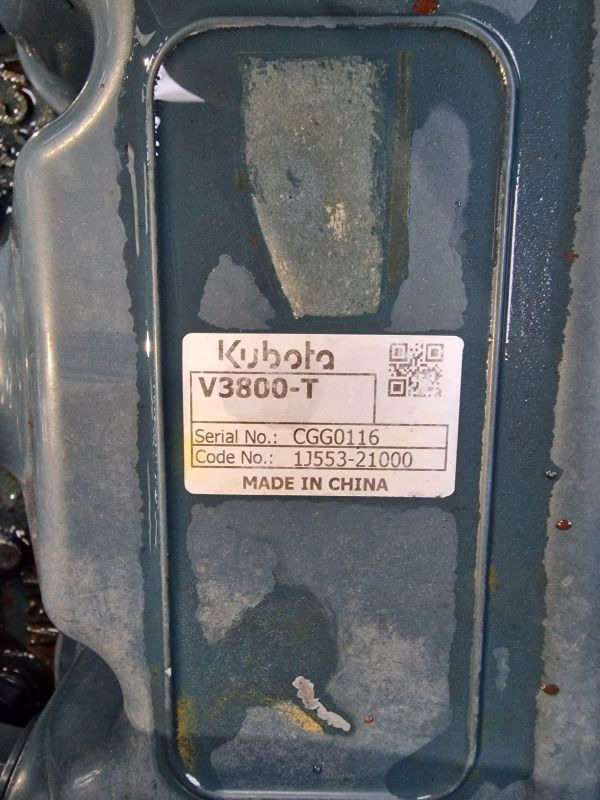 Kubota
V3800-T
Serial No.: CGG0116
Code No.: 1J553-21000
MADE IN CHINA